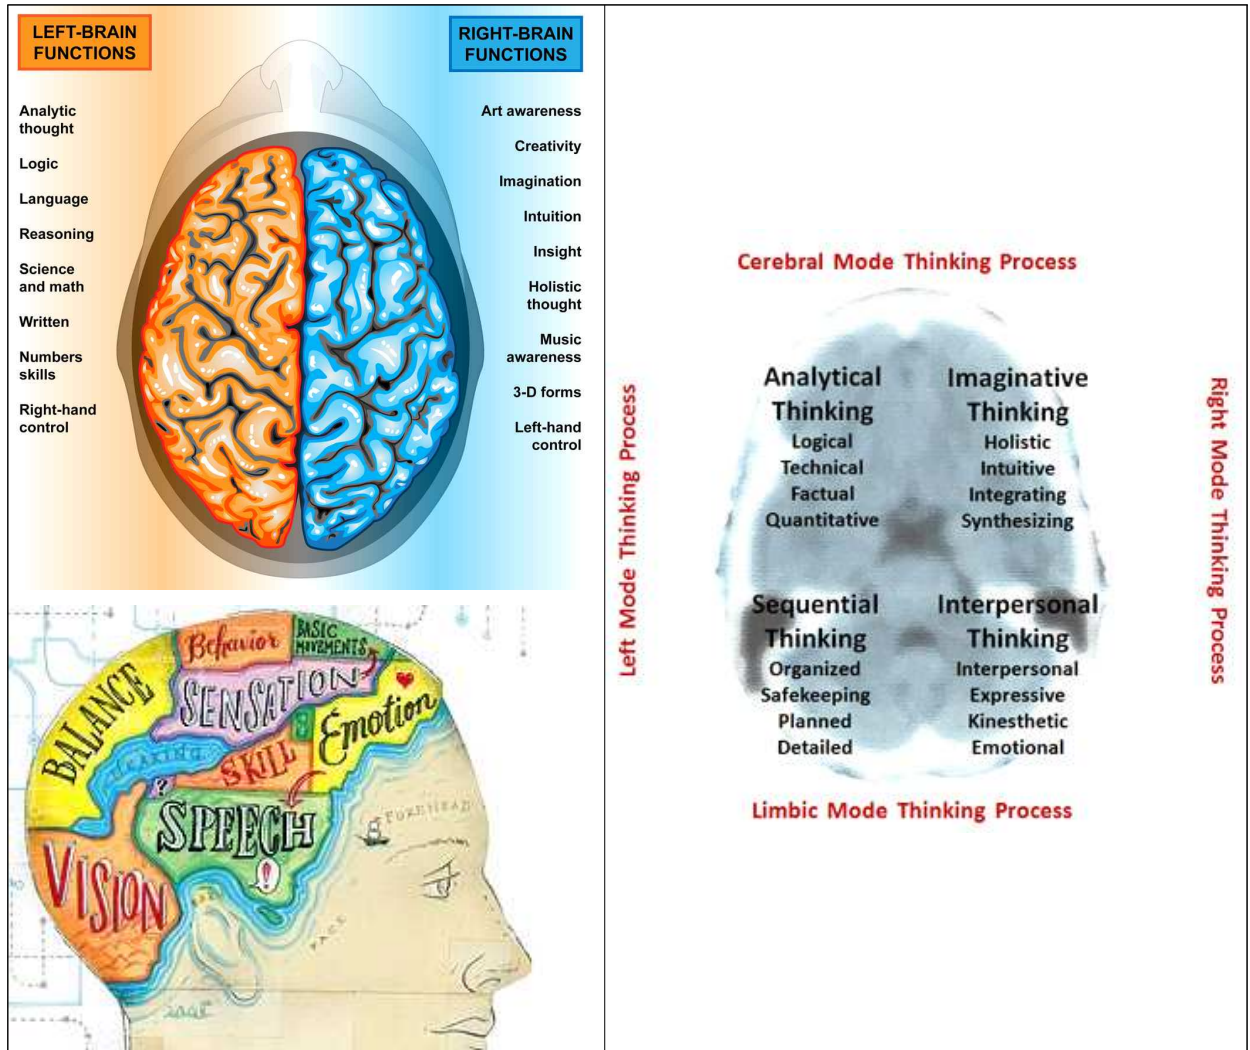 LEFT-BRAIN
FUNCTIONS
Analytic
thought
Logic
Language
Reasoning
Science
and math
Written
Numbers
skills
Right-hand
control
RIGHT-BRAIN
FUNCTIONS
Art awareness
Creativity
Imagination
Intuition
Insight
Holistic
thought
Music
awareness
3-D forms
Left-hand
control
Behavior
BASIC
MOVEMENTS
BALANCE
SENSATION
Emotion
SKILL
?
SPEECH
!
VISION
FOREHEAD
FACE
Cerebral Mode Thinking Process
Left Mode Thinking Process
Analytical
Thinking
Logical
Technical
Factual
Quantitative
Imaginative
Thinking
Holistic
Intuitive
Integrating
Synthesizing
Sequential
Thinking
Organized
Safekeeping
Planned
Detailed
Interpersonal
Thinking
Interpersonal
Expressive
Kinesthetic
Emotional
Right Mode Thinking Process
Limbic Mode Thinking Process